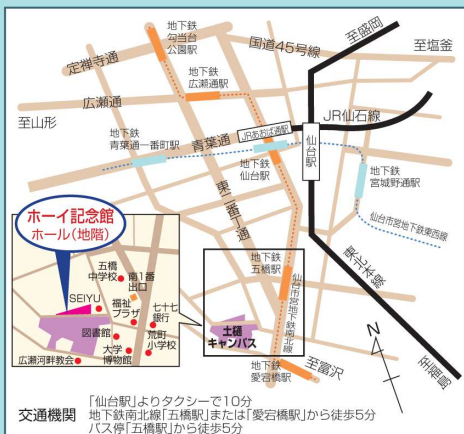 至盛岡
地下鉄
勾当台
公園駅
国道45号線
至塩釜
定禅寺通
地下鉄
広瀬通駅
広瀬通
至山形
JR仙石線
地下鉄
青葉通一番町駅
青葉通
JRあおば通駅
仙台駅
地下鉄
仙台駅
地下鉄
宮城野通駅
東二番丁通
仙台市営地下鉄東西線
ホーイ記念館
ホール(地階)
五橋
中学校
南1番
出口
SEIYU
福祉
プラザ
七十七
銀行
図書館
荒町
小学校
大学
博物館
広瀬河畔教会
地下鉄
五橋駅
仙台市営地下鉄南北線
東北本線
土樋
キャンパス
N
地下鉄
愛宕橋駅
至富沢
至福島
交通機関
「仙台駅」よりタクシーで10分
地下鉄南北線「五橋駅」または「愛宕橋駅」から徒歩5分
バス停「五橋駅」から徒歩5分